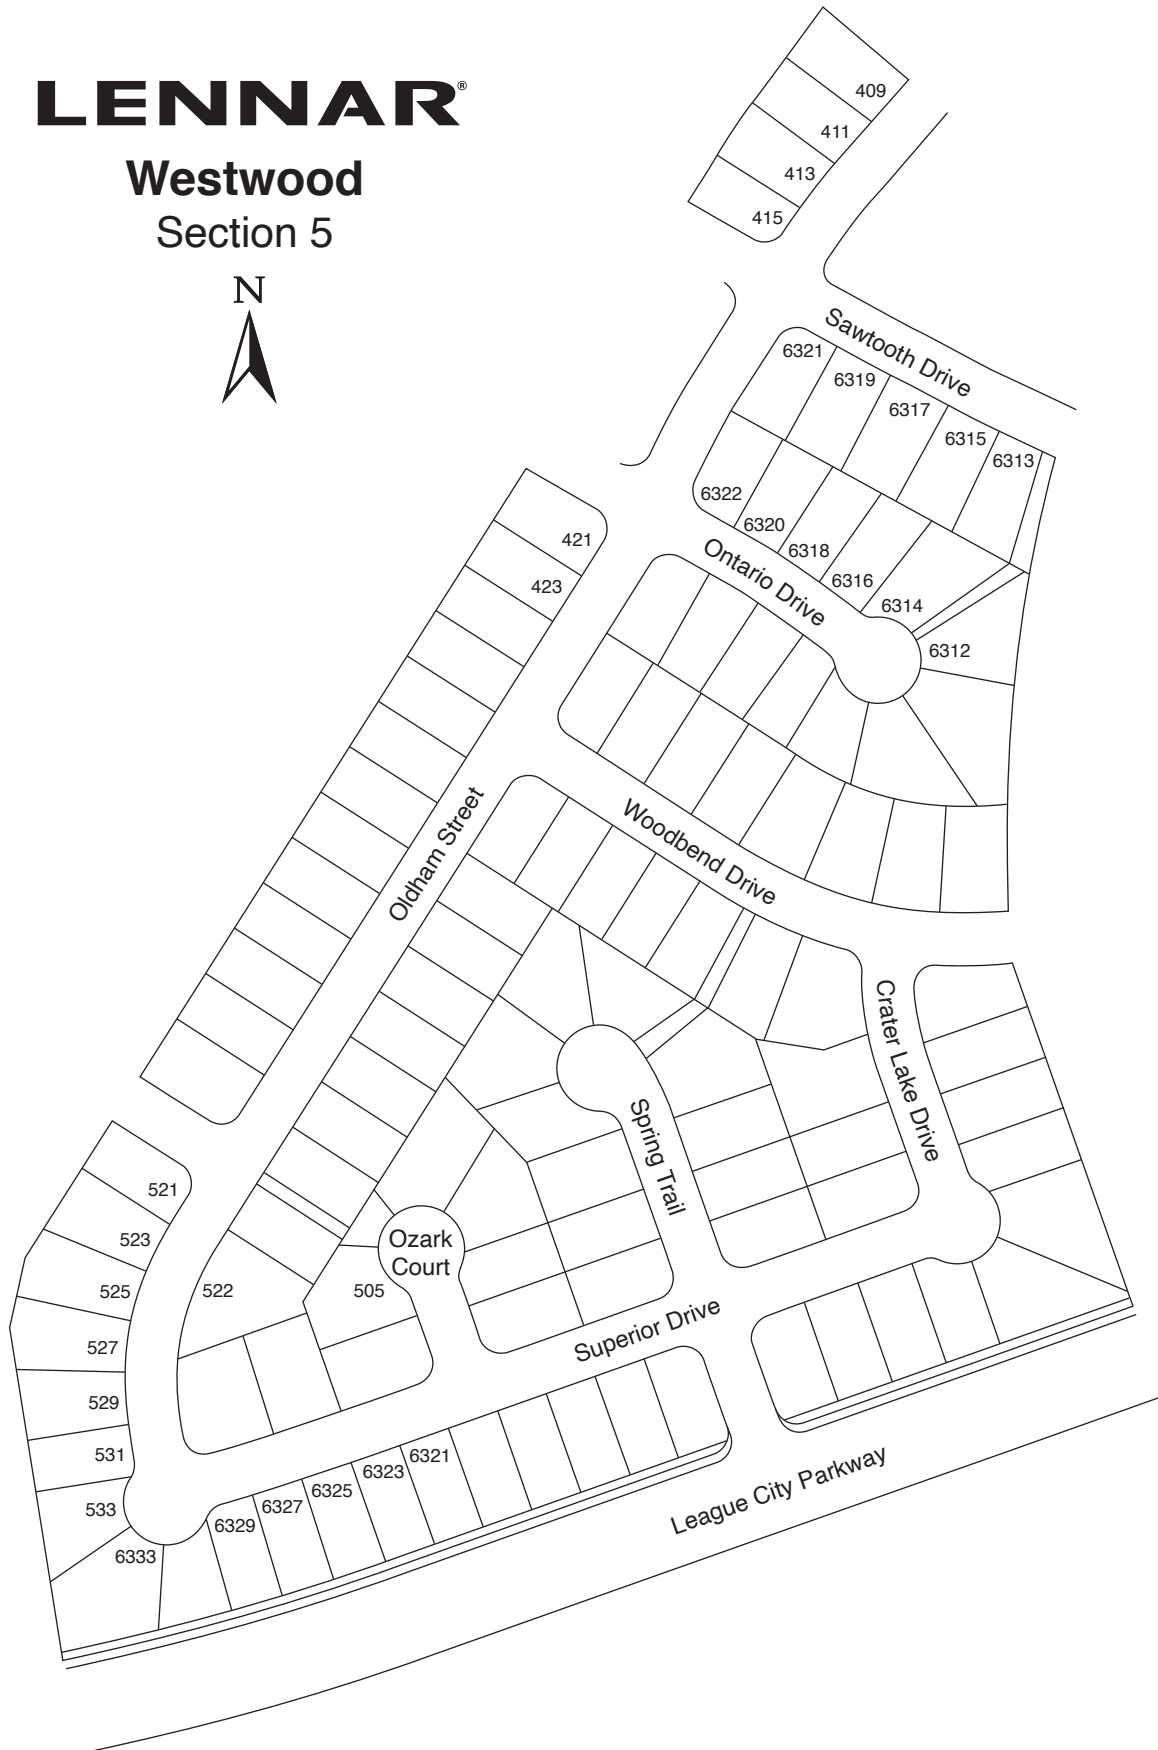 LENNAR®
Westwood
Section 5
N
409
411
413
415
Sawtooth Drive
6321
6319
6317
6315
6313
6322
6320
6318
6316
6314
6312
Ontario Drive
421
423
Woodbend Drive
Oldham Street
Crater Lake Drive
Spring Trail
521
523
525
527
529
531
533
522
Ozark
Court
505
Superior Drive
6321
6323
6325
6327
6329
6333
League City Parkway